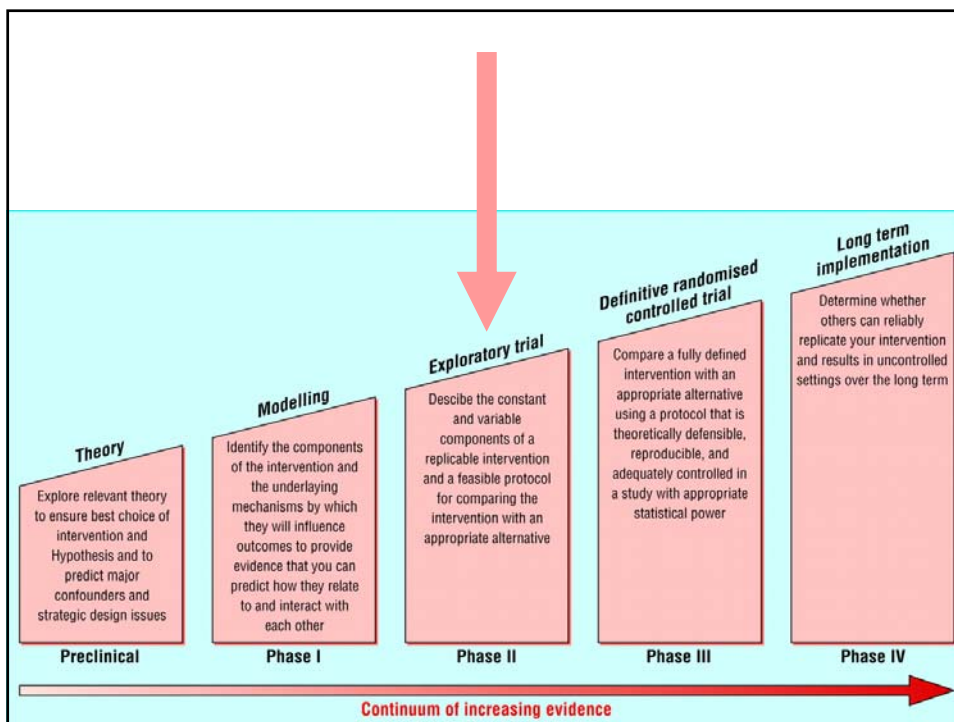 Theory
Explore relevant theory
to ensure best choice of
intervention and
Hypothesis and to
predict major
confounders and
strategic design issues
Preclinical
Modelling
Identify the components
of the intervention and
the underlaying
mechanisms by which
they will influence
outcomes to provide
evidence that you can
predict how they relate
to and interact with
each other
Phase I
Exploratory trial
Descibe the constant
and variable
components of a
replicable intervention
and a feasible protocol
for comparing the
intervention with an
appropriate alternative
Phase II
Definitive randomised
controlled trial
Compare a fully defined
intervention with an
appropriate alternative
using a protocol that is
theoretically defensible,
reproducible, and
adequately controlled in
a study with appropriate
statistical power
Phase III
Long term
implementation
Determine whether
others can reliably
replicate your intervention
and results in uncontrolled
settings over the long term
Phase IV
Continuum of increasing evidence